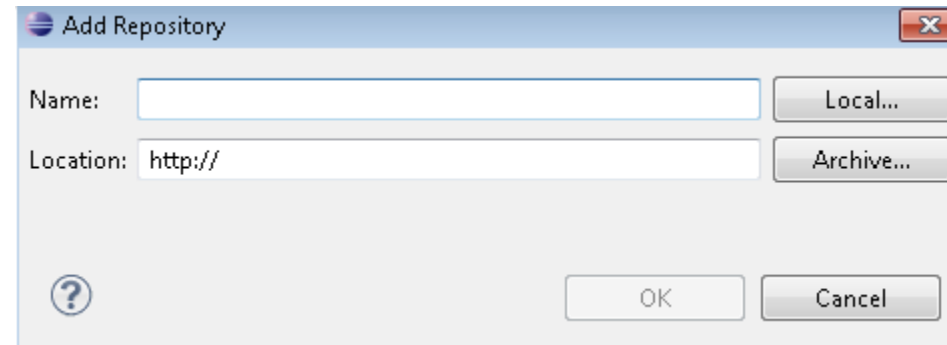 Add Repository
Name: Local...
Location: http:// Archive...
? OK Cancel